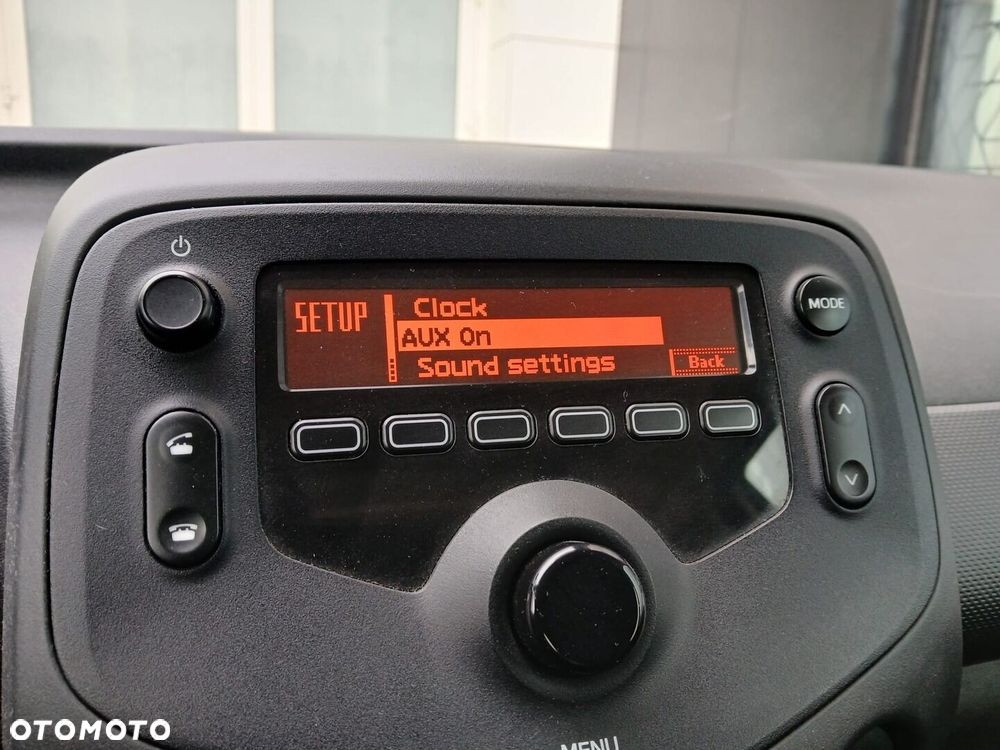 SETUP
Clock
AUX On
Sound settings
Back
MODE
MENU
OTOMOTO